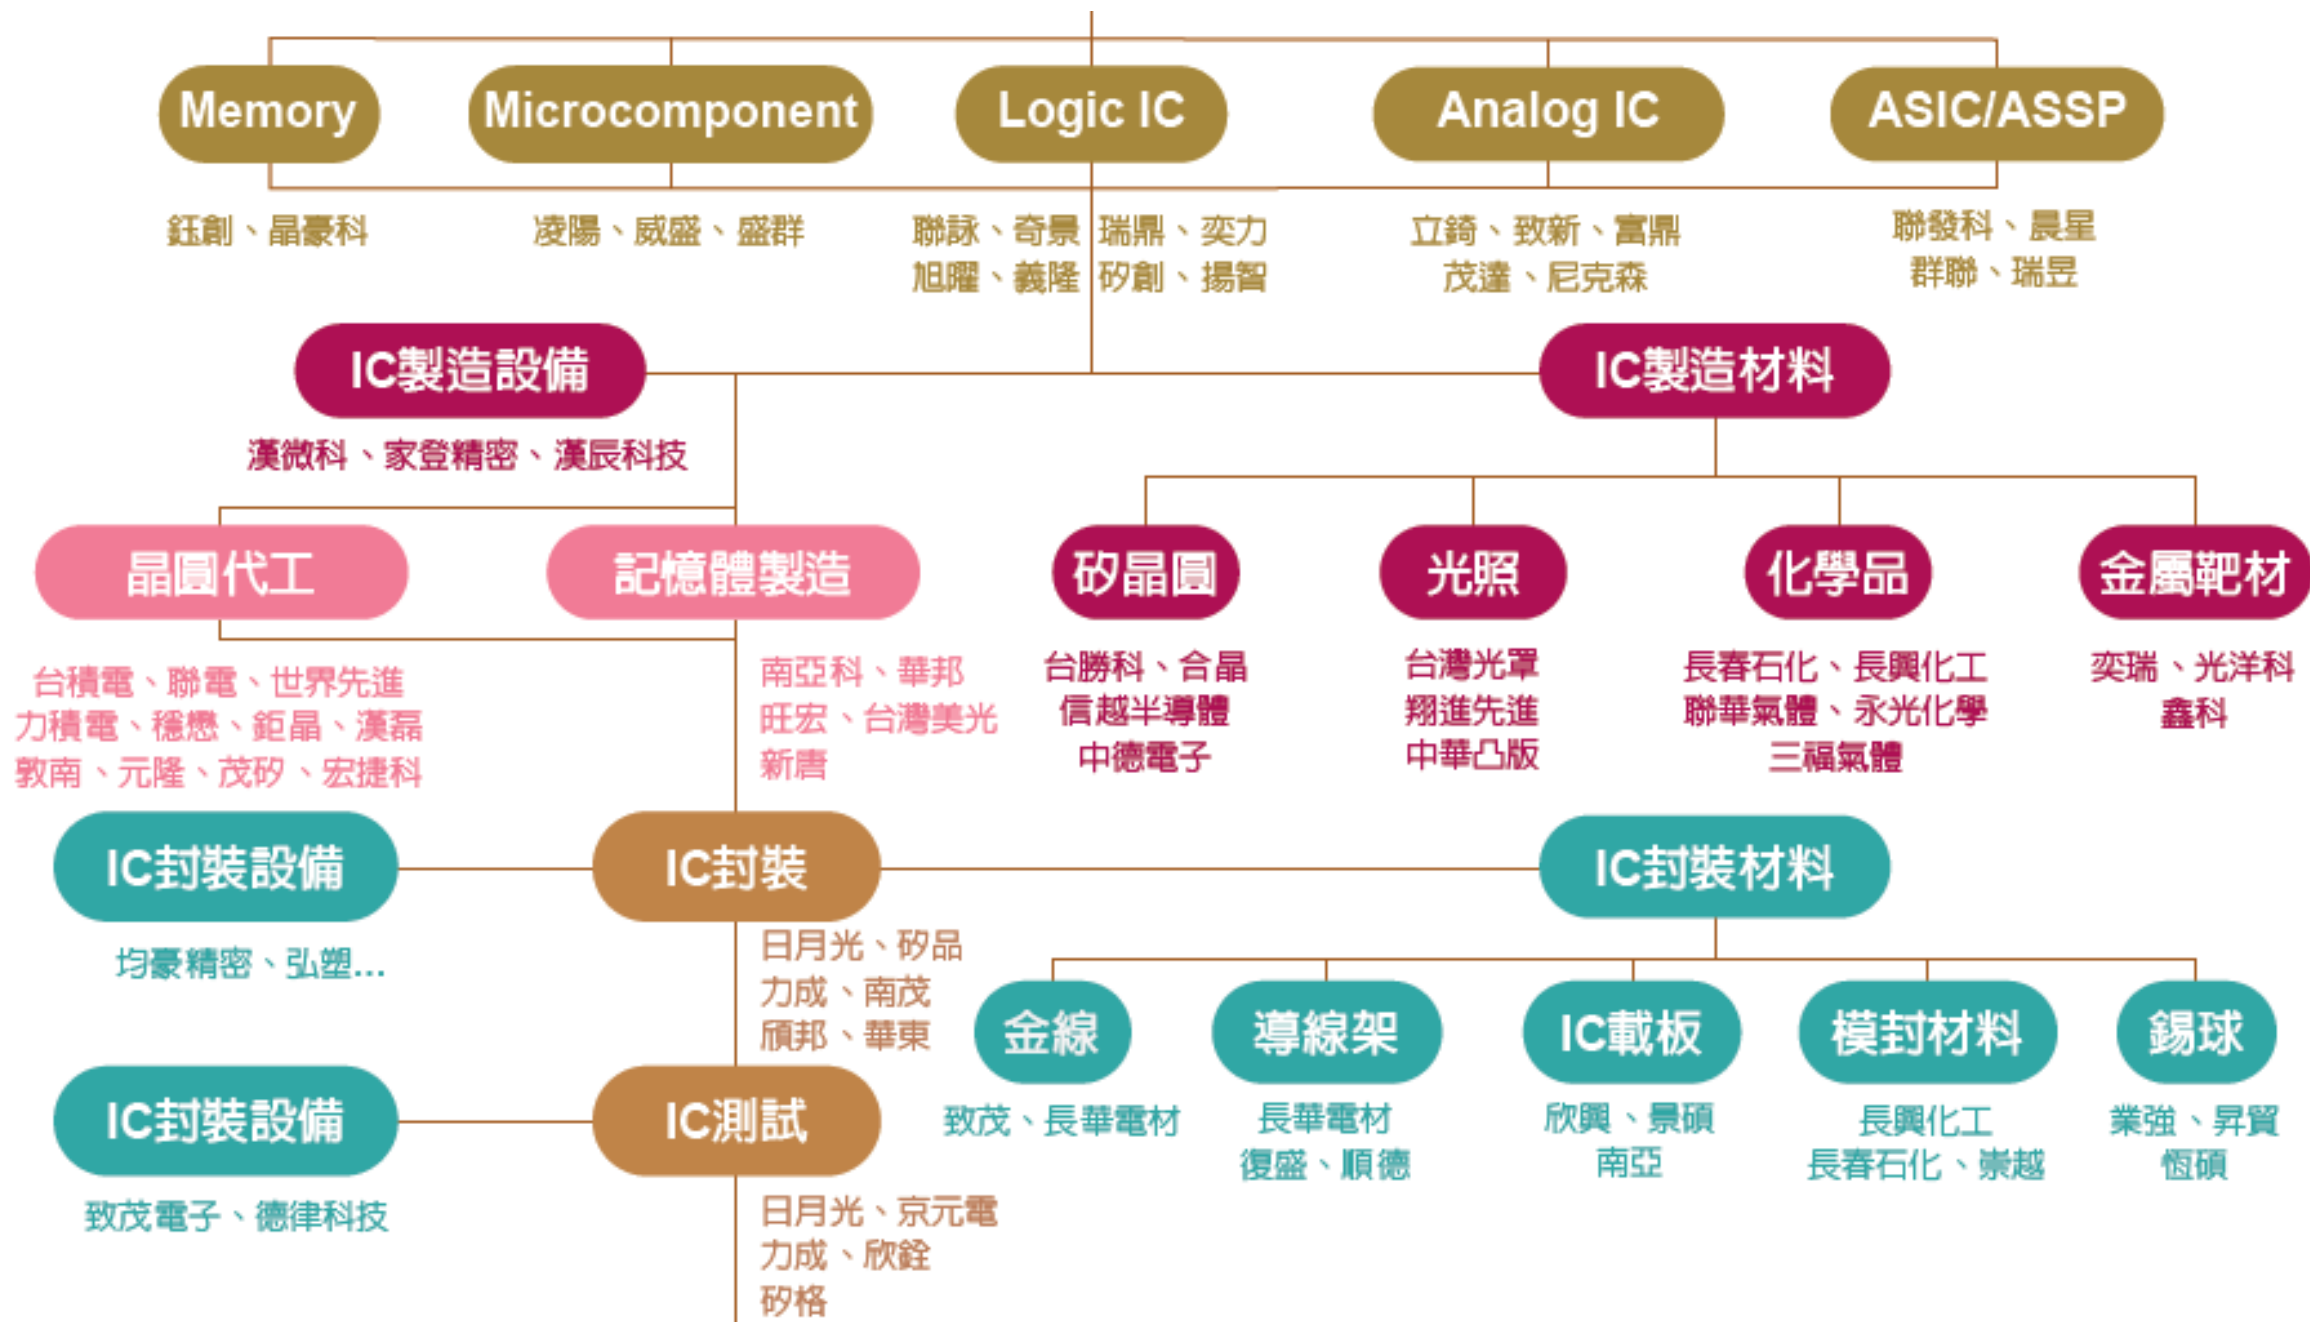 Memory
Microcomponent
Logic IC
Analog IC
ASIC/ASSP
鈺創、晶豪科
凌陽、威盛、盛群
聯詠、奇景
旭曜、義隆
瑞鼎、奕力
矽創、揚智
立錡、致新、富鼎
茂達、尼克森
聯發科、晨星
群聯、瑞昱
IC製造設備
IC製造材料
漢微科、家登精密、漢辰科技
晶圓代工
記憶體製造
矽晶圓
光照
化學品
金屬靶材
台積電、聯電、世界先進
力積電、穩懋、鉅晶、漢磊
敦南、元隆、茂矽、宏捷科
南亞科、華邦
旺宏、台灣美光
新唐
台勝科、合晶
信越半導體
中德電子
台灣光罩
翔進先進
中華凸版
長春石化、長興化工
聯華氣體、永光化學
三福氣體
奕瑞、光洋科
鑫科
IC封裝設備
IC封裝
IC封裝材料
均豪精密、弘塑...
日月光、矽品
力成、南茂
頎邦、華東
金線
導線架
IC載板
模封材料
錫球
致茂、長華電材
長華電材
復盛、順德
欣興、景碩
南亞
長興化工
長春石化、崇越
業強、昇貿
恆碩
IC封裝設備
IC測試
致茂電子、德律科技
日月光、京元電
力成、欣銓
矽格